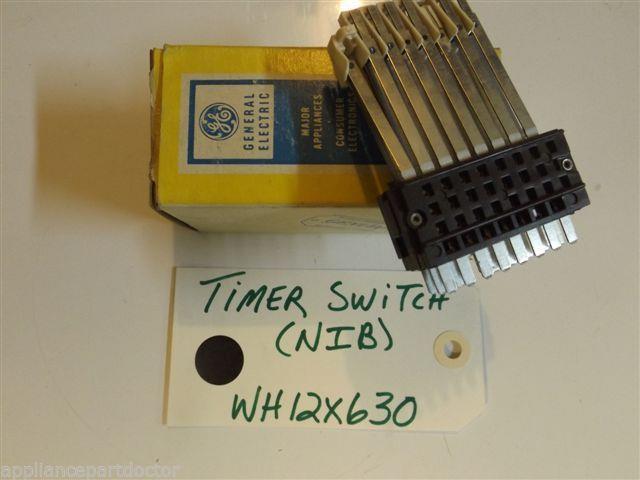 GENERAL
ELECTRIC
MAJOR
APPLIANCES
CONSUMER
ELECTRONICS
TIMER SWITCH
(NIB)
WH12X630
appliancepartdoctor